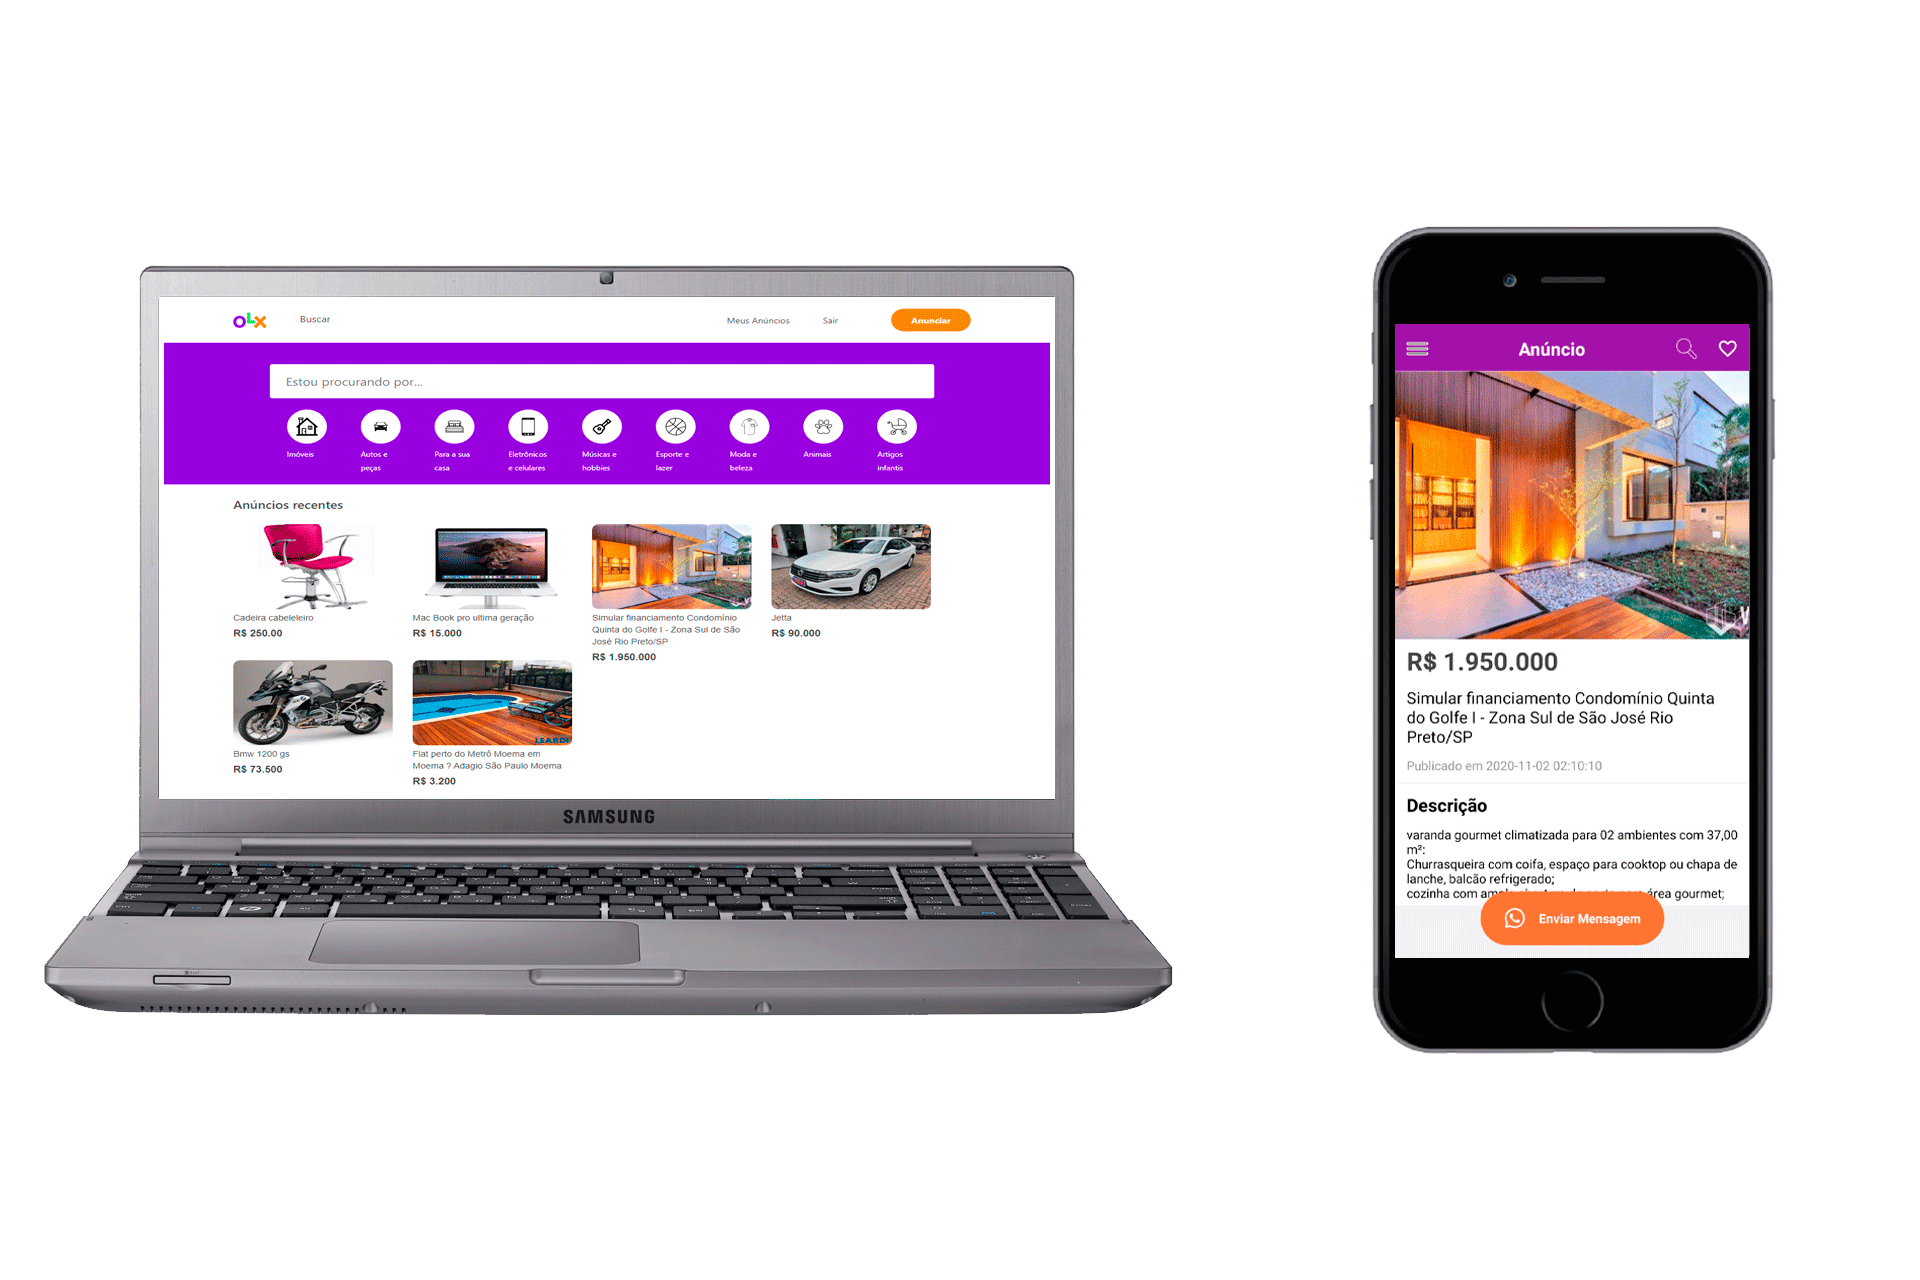 OLX
Buscar
Meus Anúncios
Sair
Anunciar
Estou procurando por...
Imóveis
Autos e
peças
Para a sua
casa
Eletrônicos
e celulares
Músicas e
hobbies
Esporte e
lazer
Moda e
beleza
Animais
Artigos
infantis
Anúncios recentes
Cadeira cabeleleiro
R$ 250.00
Mac Book pro ultima geração
R$ 15.000
Simular financiamento Condomínio
Quinta do Golfe I - Zona Sul de São
José Rio Preto/SP
R$ 1.950.000
Jetta
R$ 90.000
Bmw 1200 gs
R$ 73.500
LEARDI
Flat perto do Metrô Moema em
Moema ? Adagio São Paulo Moema
R$ 3.200
SAMSUNG
Anúncio
R$ 1.950.000
Simular financiamento Condomínio Quinta
do Golfe I - Zona Sul de São José Rio
Preto/SP
Publicado em 2020-11-02 02:10:10
Descrição
varanda gourmet climatizada para 02 ambientes com 37,00
m²:
Churrasqueira com coifa, espaço para cooktop ou chapa de
lanche, balcão refrigerado;
cozinha com área gourmet;
Enviar Mensagem